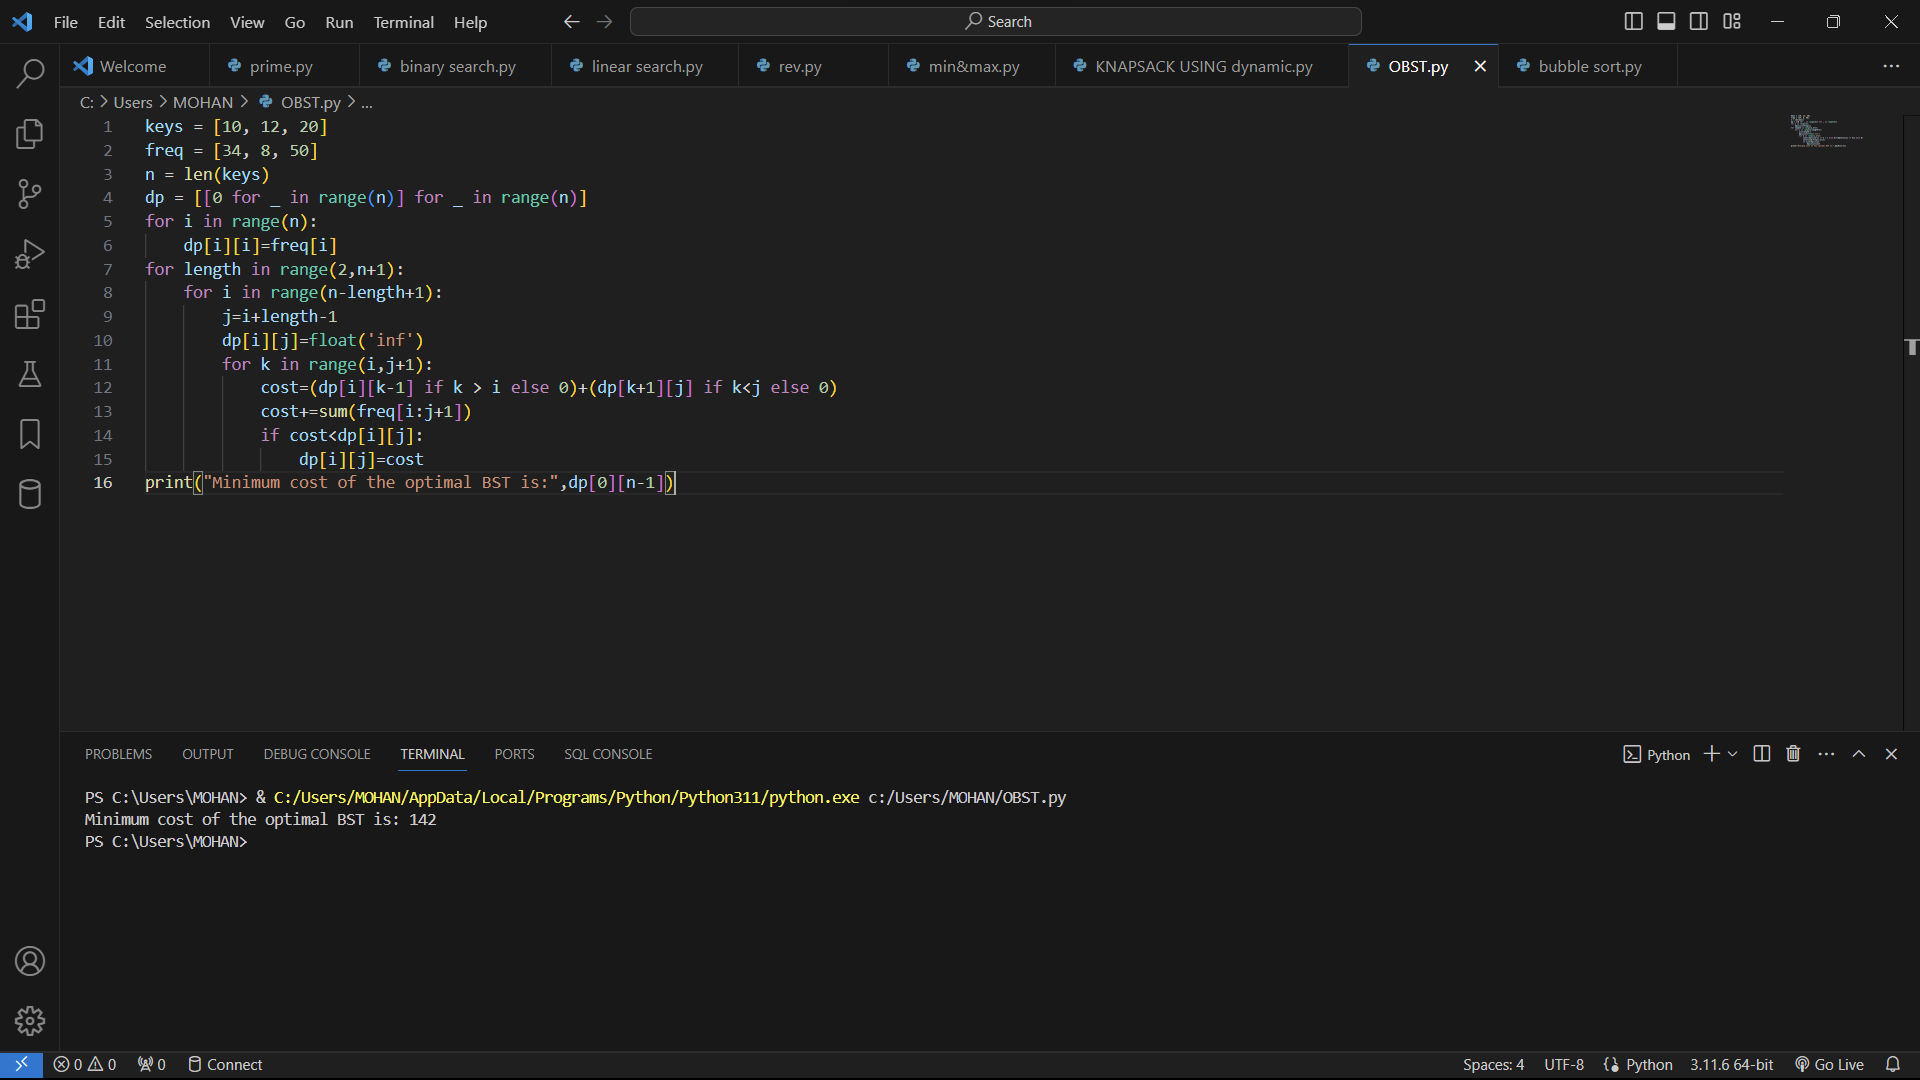 File Edit Selection View Go Run Terminal Help Search
Welcome prime.py binary search.py linear search.py rev.py min&max.py KNAPSACK USING dynamic.py OBST.py bubble sort.py
C: > Users > MOHAN > OBST.py > ...
1 keys = [10, 12, 20]
2 freq = [34, 8, 50]
3 n = len(keys)
4 dp = [[0 for _ in range(n)] for _ in range(n)]
5 for i in range(n):
6     dp[i][i]=freq[i]
7 for length in range(2,n+1):
8     for i in range(n-length+1):
9         j=i+length-1
10         dp[i][j]=float('inf')
11         for k in range(i,j+1):
12             cost=(dp[i][k-1] if k > i else 0)+(dp[k+1][j] if k<j else 0)
13             cost+=sum(freq[i:j+1])
14             if cost<dp[i][j]:
15                 dp[i][j]=cost
16 print("Minimum cost of the optimal BST is:",dp[0][n-1])
PROBLEMS OUTPUT DEBUG CONSOLE TERMINAL PORTS SQL CONSOLE Python
PS C:\Users\MOHAN> & C:/Users/MOHAN/AppData/Local/Programs/Python/Python311/python.exe c:/Users/MOHAN/OBST.py
Minimum cost of the optimal BST is: 142
PS C:\Users\MOHAN>
0 0 0 Connect Spaces: 4 UTF-8 Python 3.11.6 64-bit Go Live